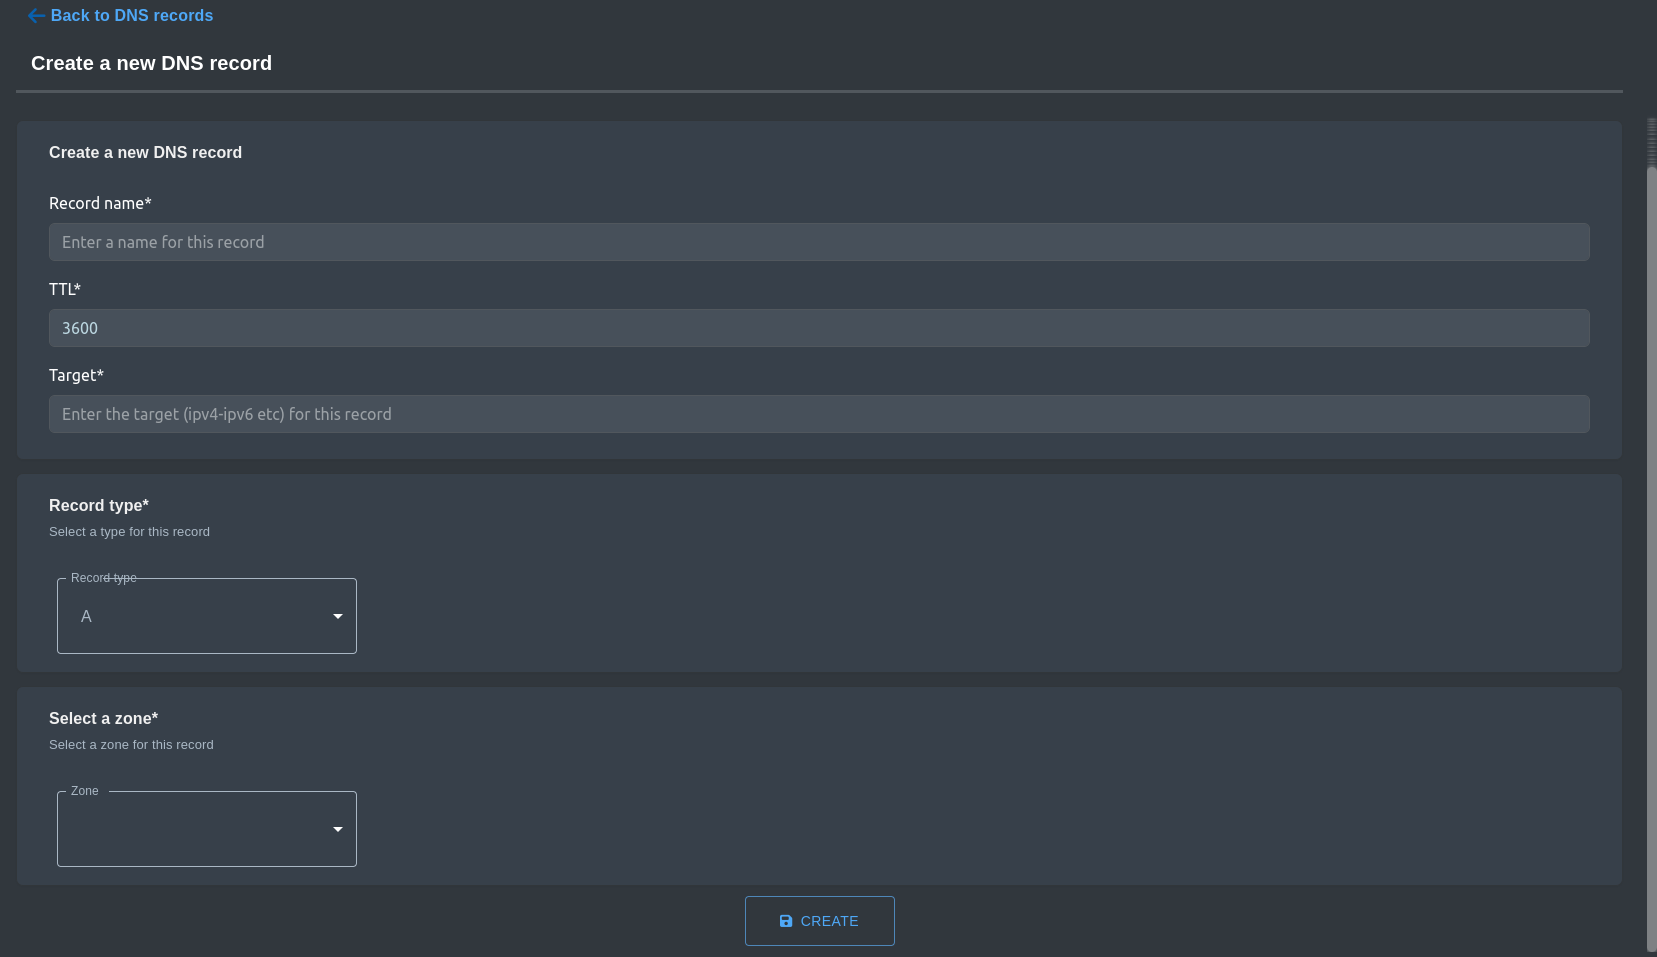 Back to DNS records
Create a new DNS record
Create a new DNS record
Record name*
Enter a name for this record
TTL*
3600
Target*
Enter the target (ipv4-ipv6 etc) for this record
Record type*
Select a type for this record
Record type
A
Select a zone*
Select a zone for this record
Zone
CREATE